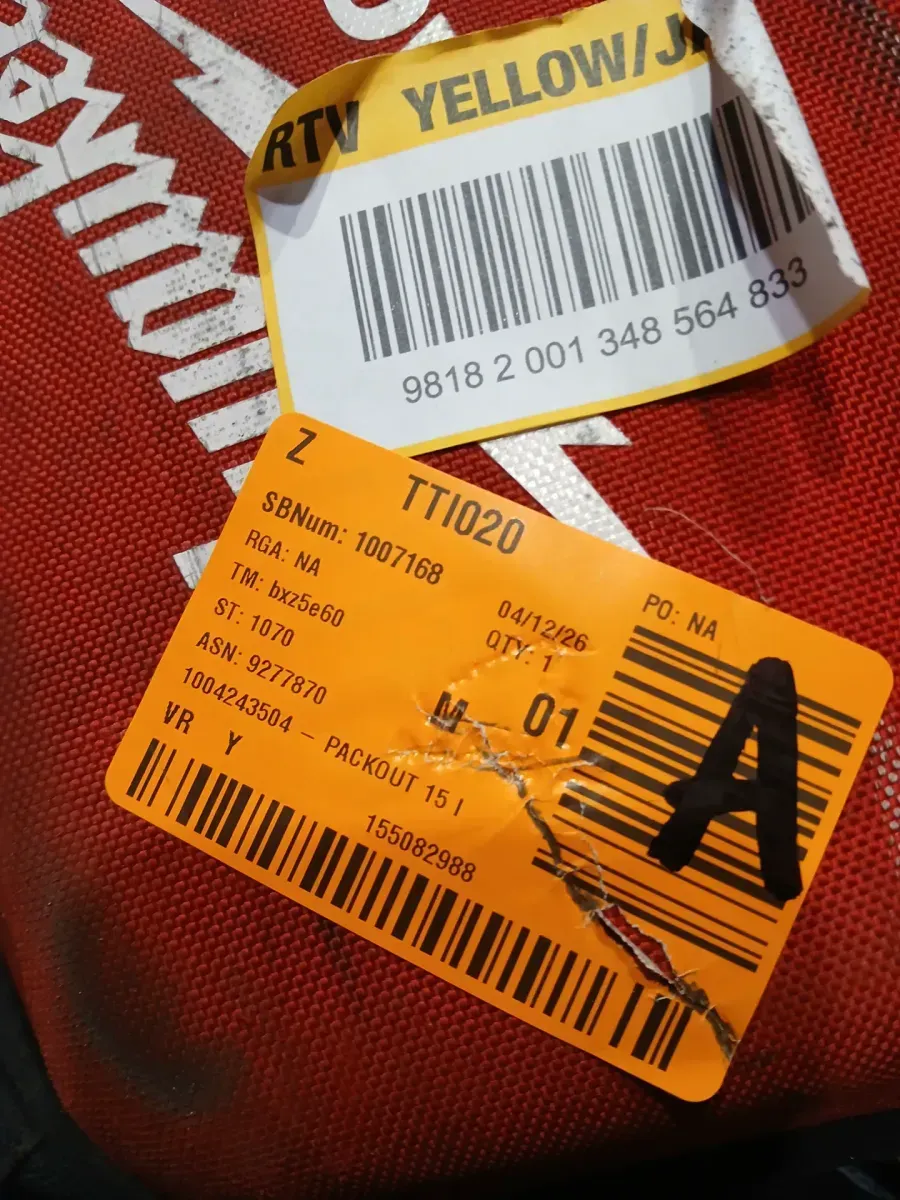 Milwaukee
RTV YELLOW/J
9818 2 001 348 564 833
Z
TTI020
SBNum: 1007168
RGA: NA
TM: bxz5e60
ST: 1070
ASN: 9277870
1004243504 – PACKOUT 15 I
VR Y
04/12/26
QTY: 1
M 01
155082988
PO: NA
A